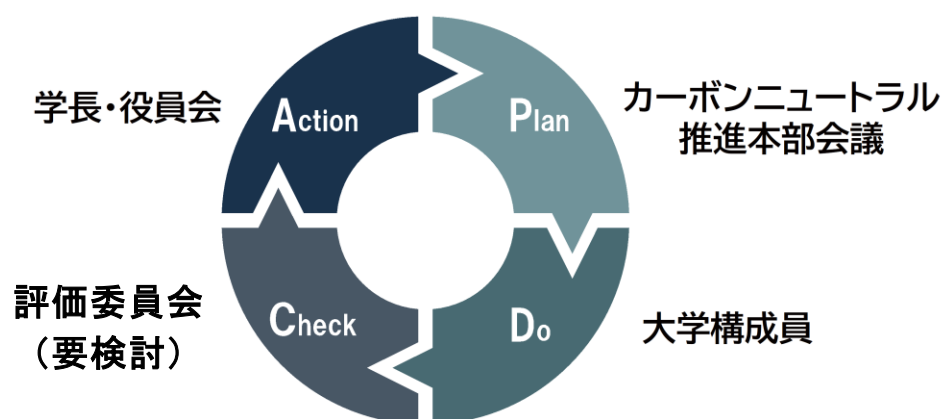 学長・役員会
Action
Plan
カーボンニュートラル
推進本部会議
評価委員会
（要検討）
Check
Do
大学構成員